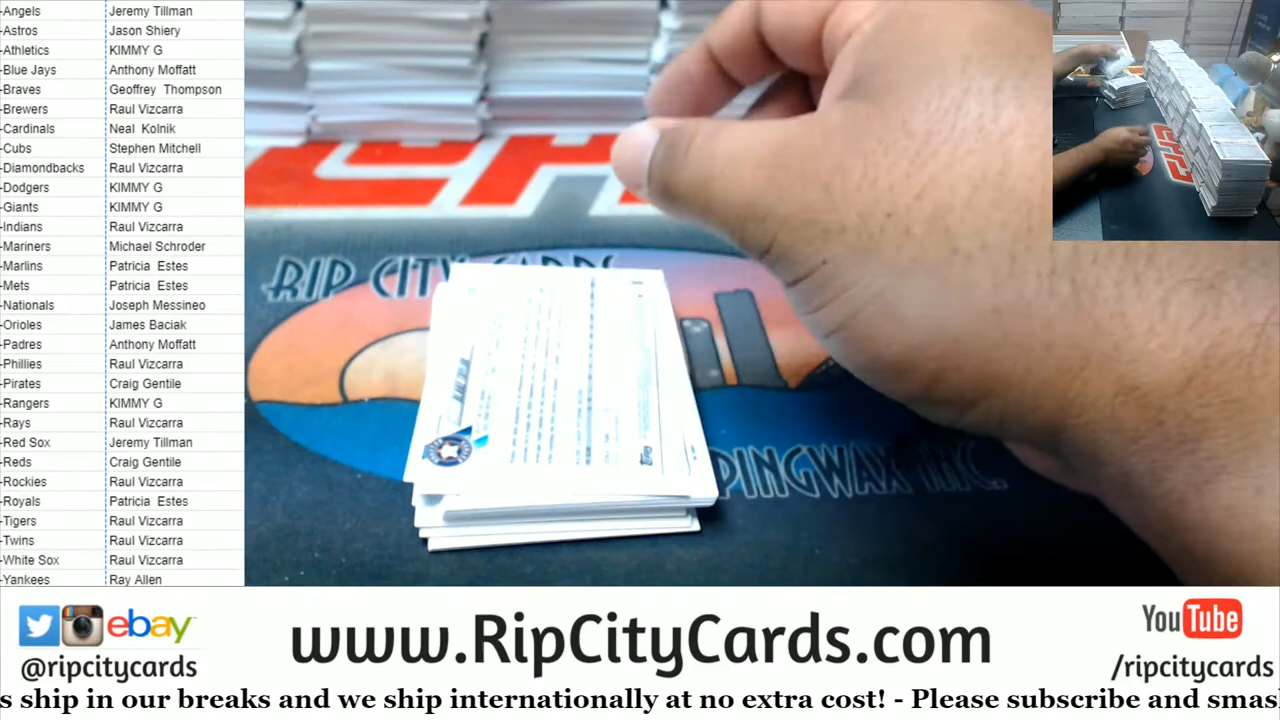 -Angels Jeremy Tillman
-Astros Jason Shiery
-Athletics KIMMY G
-Blue Jays Anthony Moffatt
-Braves Geoffrey Thompson
-Brewers Raul Vizcarra
-Cardinals Neal Kolnik
-Cubs Stephen Mitchell
-Diamondbacks Raul Vizcarra
-Dodgers KIMMY G
-Giants KIMMY G
-Indians Raul Vizcarra
-Mariners Michael Schroder
-Marlins Patricia Estes
-Mets Patricia Estes
-Nationals Joseph Messineo
-Orioles James Baciak
-Padres Anthony Moffatt
-Phillies Raul Vizcarra
-Pirates Craig Gentile
-Rangers KIMMY G
-Rays Raul Vizcarra
-Red Sox Jeremy Tillman
-Reds Craig Gentile
-Rockies Raul Vizcarra
-Royals Patricia Estes
-Tigers Raul Vizcarra
-Twins Raul Vizcarra
-White Sox Raul Vizcarra
-Yankees Ray Allen
RIP CITY CARDS
PINGWAX INC.
Topps
ebay
@ripcitycards
www.RipCityCards.com
YouTube
/ripcitycards
s ship in our breaks and we ship internationally at no extra cost! - Please subscribe and smas